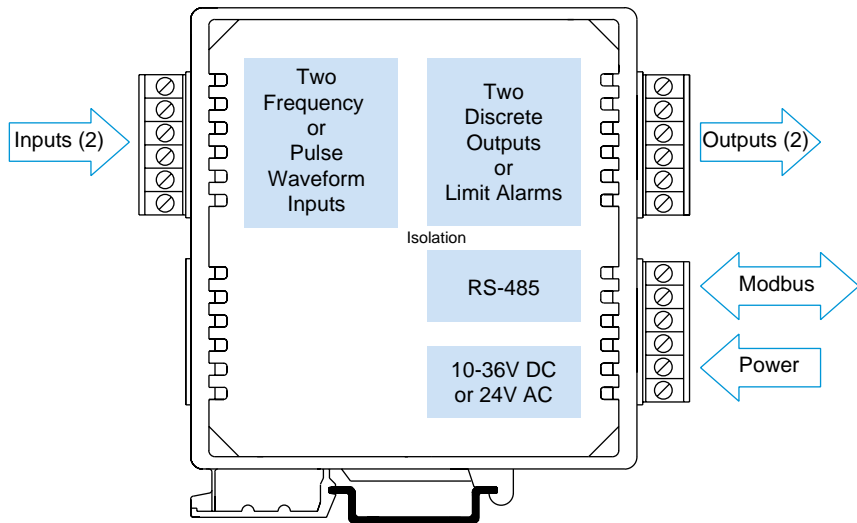 Inputs (2)
Two
Frequency
or
Pulse
Waveform
Inputs
Two
Discrete
Outputs
or
Limit Alarms
Outputs (2)
Isolation
RS-485
Modbus
10-36V DC
or 24V AC
Power